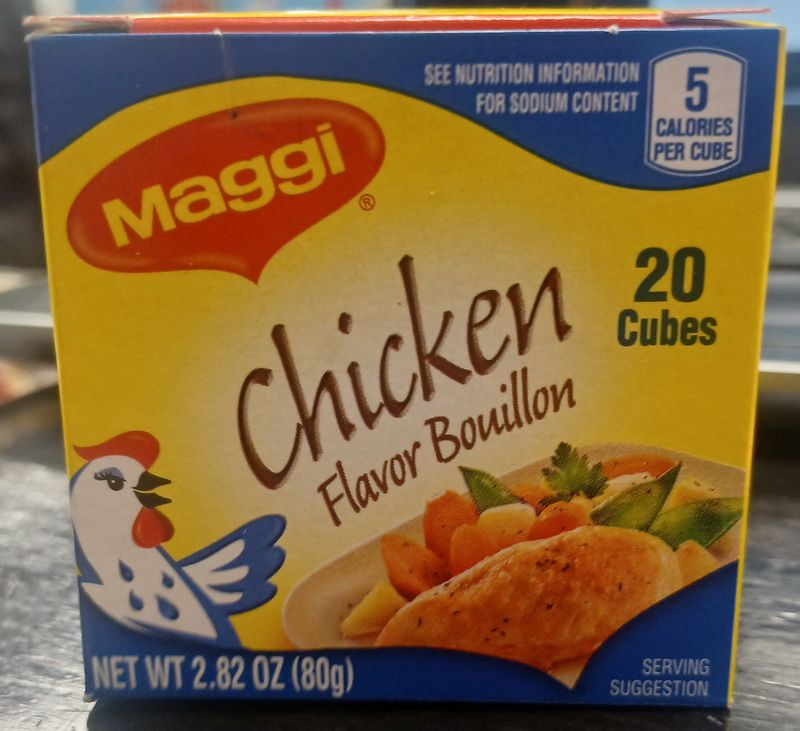 SEE NUTRITION INFORMATION
FOR SODIUM CONTENT
5
CALORIES
PER CUBE
Maggi®
20
Cubes
Chicken
Flavor Bouillon
NET WT 2.82 OZ (80g)
SERVING
SUGGESTION